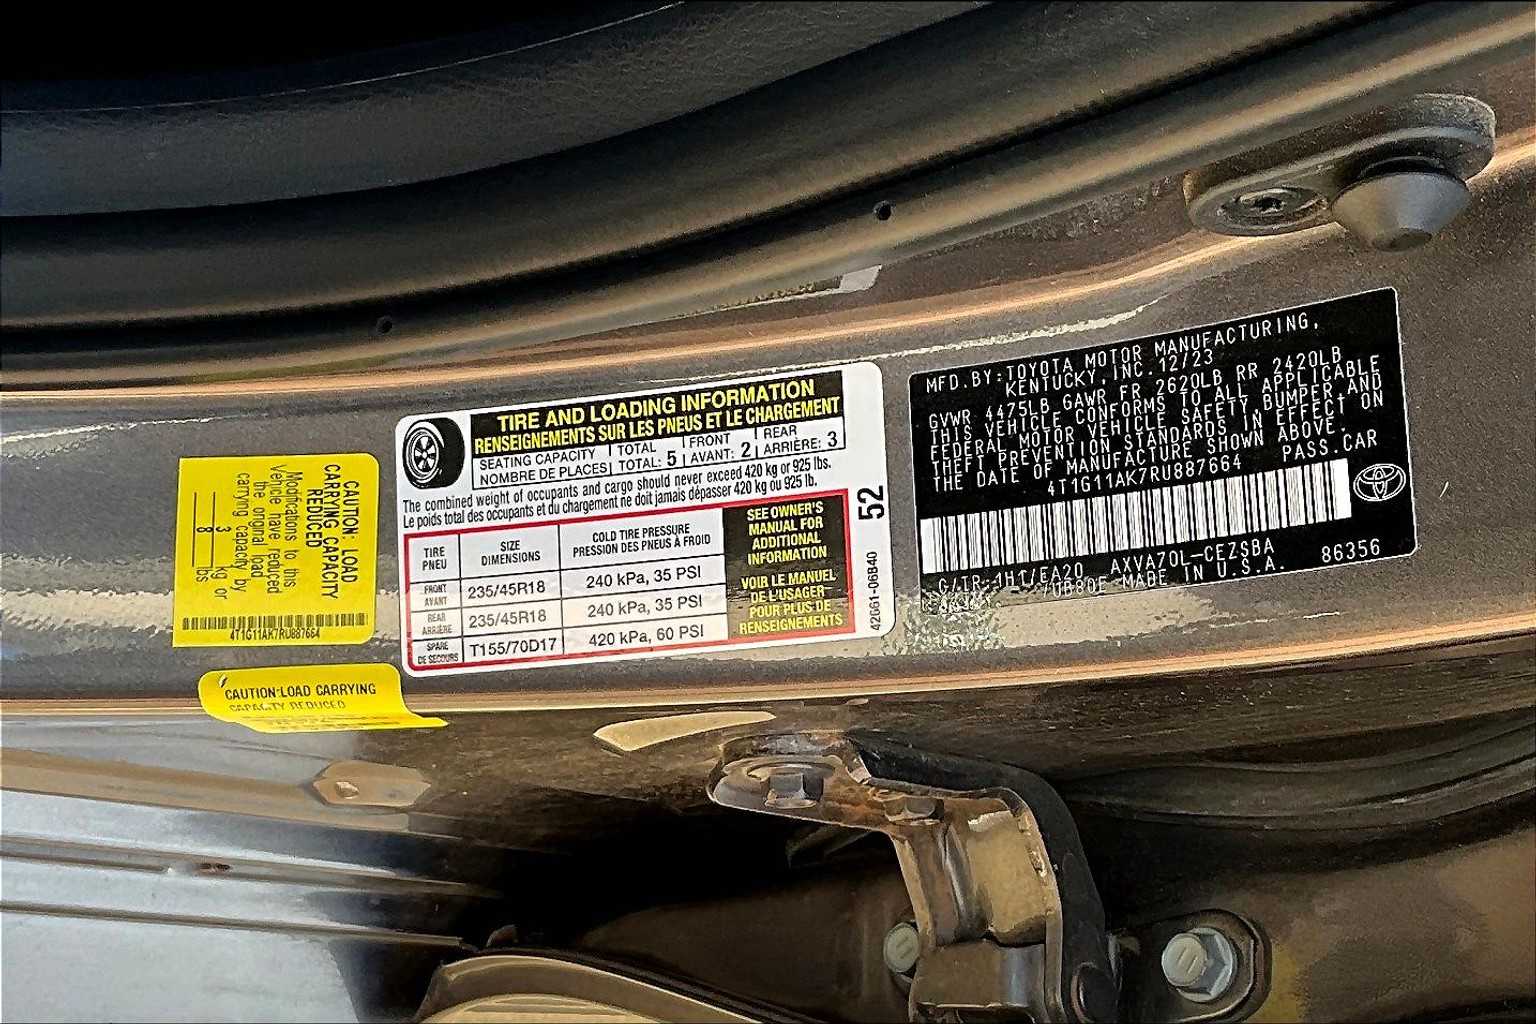 CAUTION: LOAD
CARRYING CAPACITY
REDUCED
Modifications to this
Vehicle have reduced
the original load
carrying capacity by
3 kg or
8 lbs
4T1G11AK7RU887664
CAUTION-LOAD CARRYING
CAPACITY REDUCED
TIRE AND LOADING INFORMATION
RENSEIGNEMENTS SUR LES PNEUS ET LE CHARGEMENT
SEATING CAPACITY TOTAL 5 FRONT 2 REAR 3
NOMBRE DE PLACES TOTAL: AVANT: ARRIÈRE:
The combined weight of occupants and cargo should never exceed 420 kg or 925 lbs.
Le poids total des occupants et du chargement ne doit jamais dépasser 420 kg ou 925 lb.
TIRE SIZE COLD TIRE PRESSURE
PNEU DIMENSIONS PRESSION DES PNEUS À FROID
FRONT
AVANT 235/45R18 240 kPa, 35 PSI
REAR
ARRIÈRE 235/45R18 240 kPa, 35 PSI
SPARE
DE SECOURS T155/70D17 420 kPa, 60 PSI
SEE OWNER'S
MANUAL FOR
ADDITIONAL
INFORMATION
VOIR LE MANUEL
DE L'USAGER
POUR PLUS DE
RENSEIGNEMENTS
52
42661-06B40
MFD.BY:TOYOTA MOTOR MANUFACTURING,
KENTUCKY, INC. 12/23
GVWR 4475LB GAWR FR 2620LB RR 2420LB
THIS VEHICLE CONFORMS TO ALL APPLICABLE
FEDERAL MOTOR VEHICLE SAFETY, BUMPER AND
THEFT PREVENTION STANDARDS IN EFFECT ON
THE DATE OF MANUFACTURE SHOWN ABOVE.
4T1G11AK7RU887664 PASS.CAR
C/TR: 1H1/EA20 AXVA70L-CEZSBA 86356
/UB80E MADE IN U.S.A.